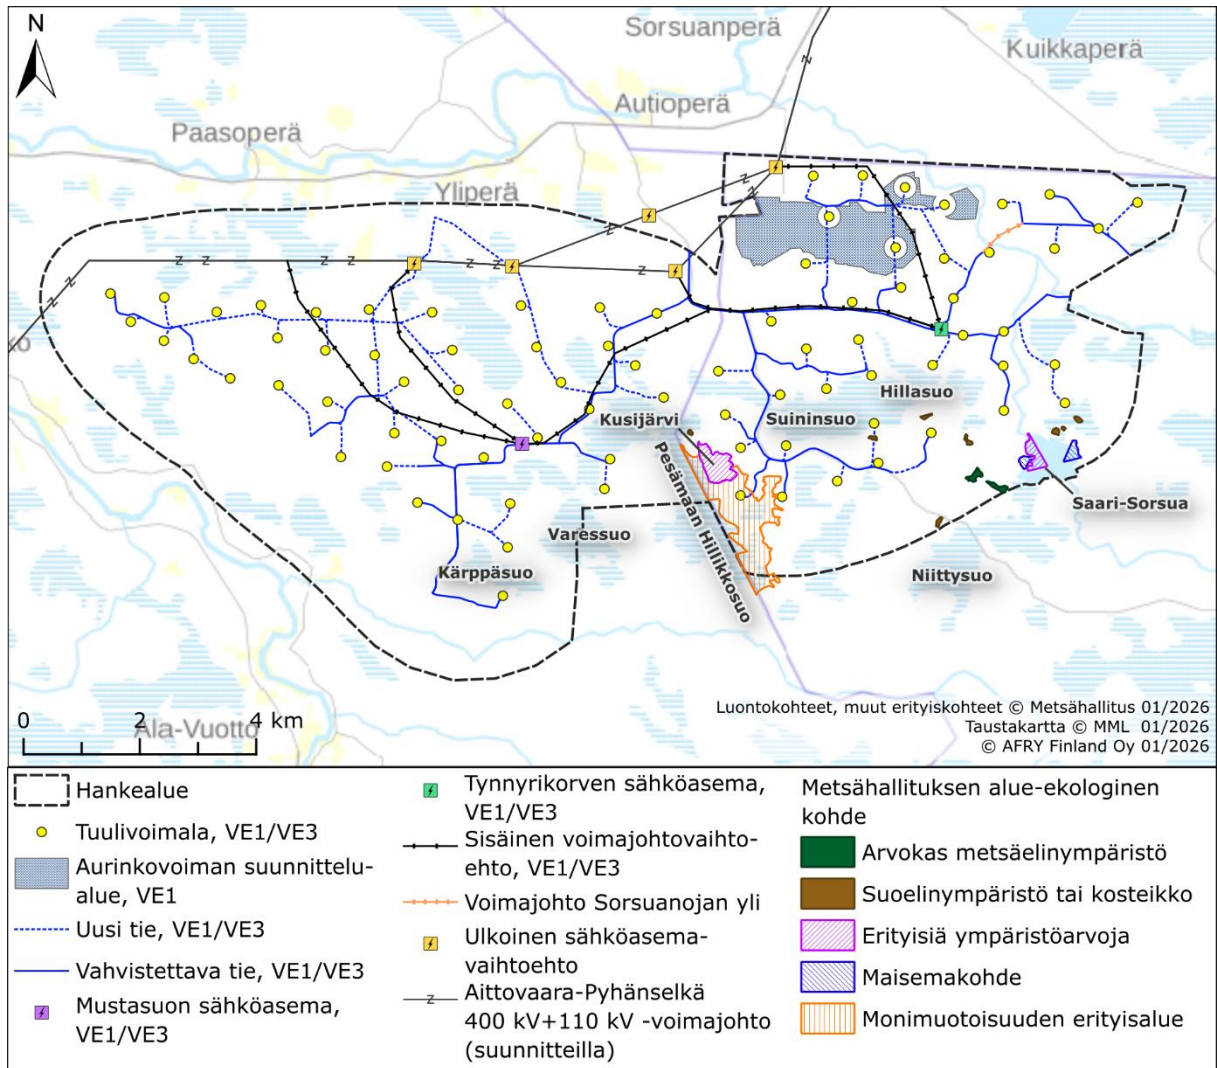 N
Sorsuanperä
Kuikkaperä
Autioperä
Paasoperä
Yliperä
Hillasuo
Kusijärvi
Suininsuo
Pesämaan Hillikkosuo
Saari-Sorsua
Varessuo
Kärppäsuo
Niittysuo
Ala-Vuotto
0 2 4 km
Luontokohteet, muut erityiskohteet © Metsähallitus 01/2026
Taustakartta © MML 01/2026
© AFRY Finland Oy 01/2026
Hankealue
Tuulivoimala, VE1/VE3
Aurinkovoiman suunnittelu-
alue, VE1
Uusi tie, VE1/VE3
Vahvistettava tie, VE1/VE3
Mustasuon sähköasema,
VE1/VE3
Tynnyrikorven sähköasema,
VE1/VE3
Sisäinen voimajohtovaihto-
ehto, VE1/VE3
Voimajohto Sorsuanojan yli
Ulkoinen sähköasema-
vaihtoehto
Aittovaara-Pyhänselkä
400 kV+110 kV -voimajohto
(suunnitteilla)
Metsähallituksen alue-ekologinen
kohde
Arvokas metsäelinympäristö
Suoelinympäristö tai kosteikko
Erityisiä ympäristöarvoja
Maisemakohde
Monimuotoisuuden erityisalue